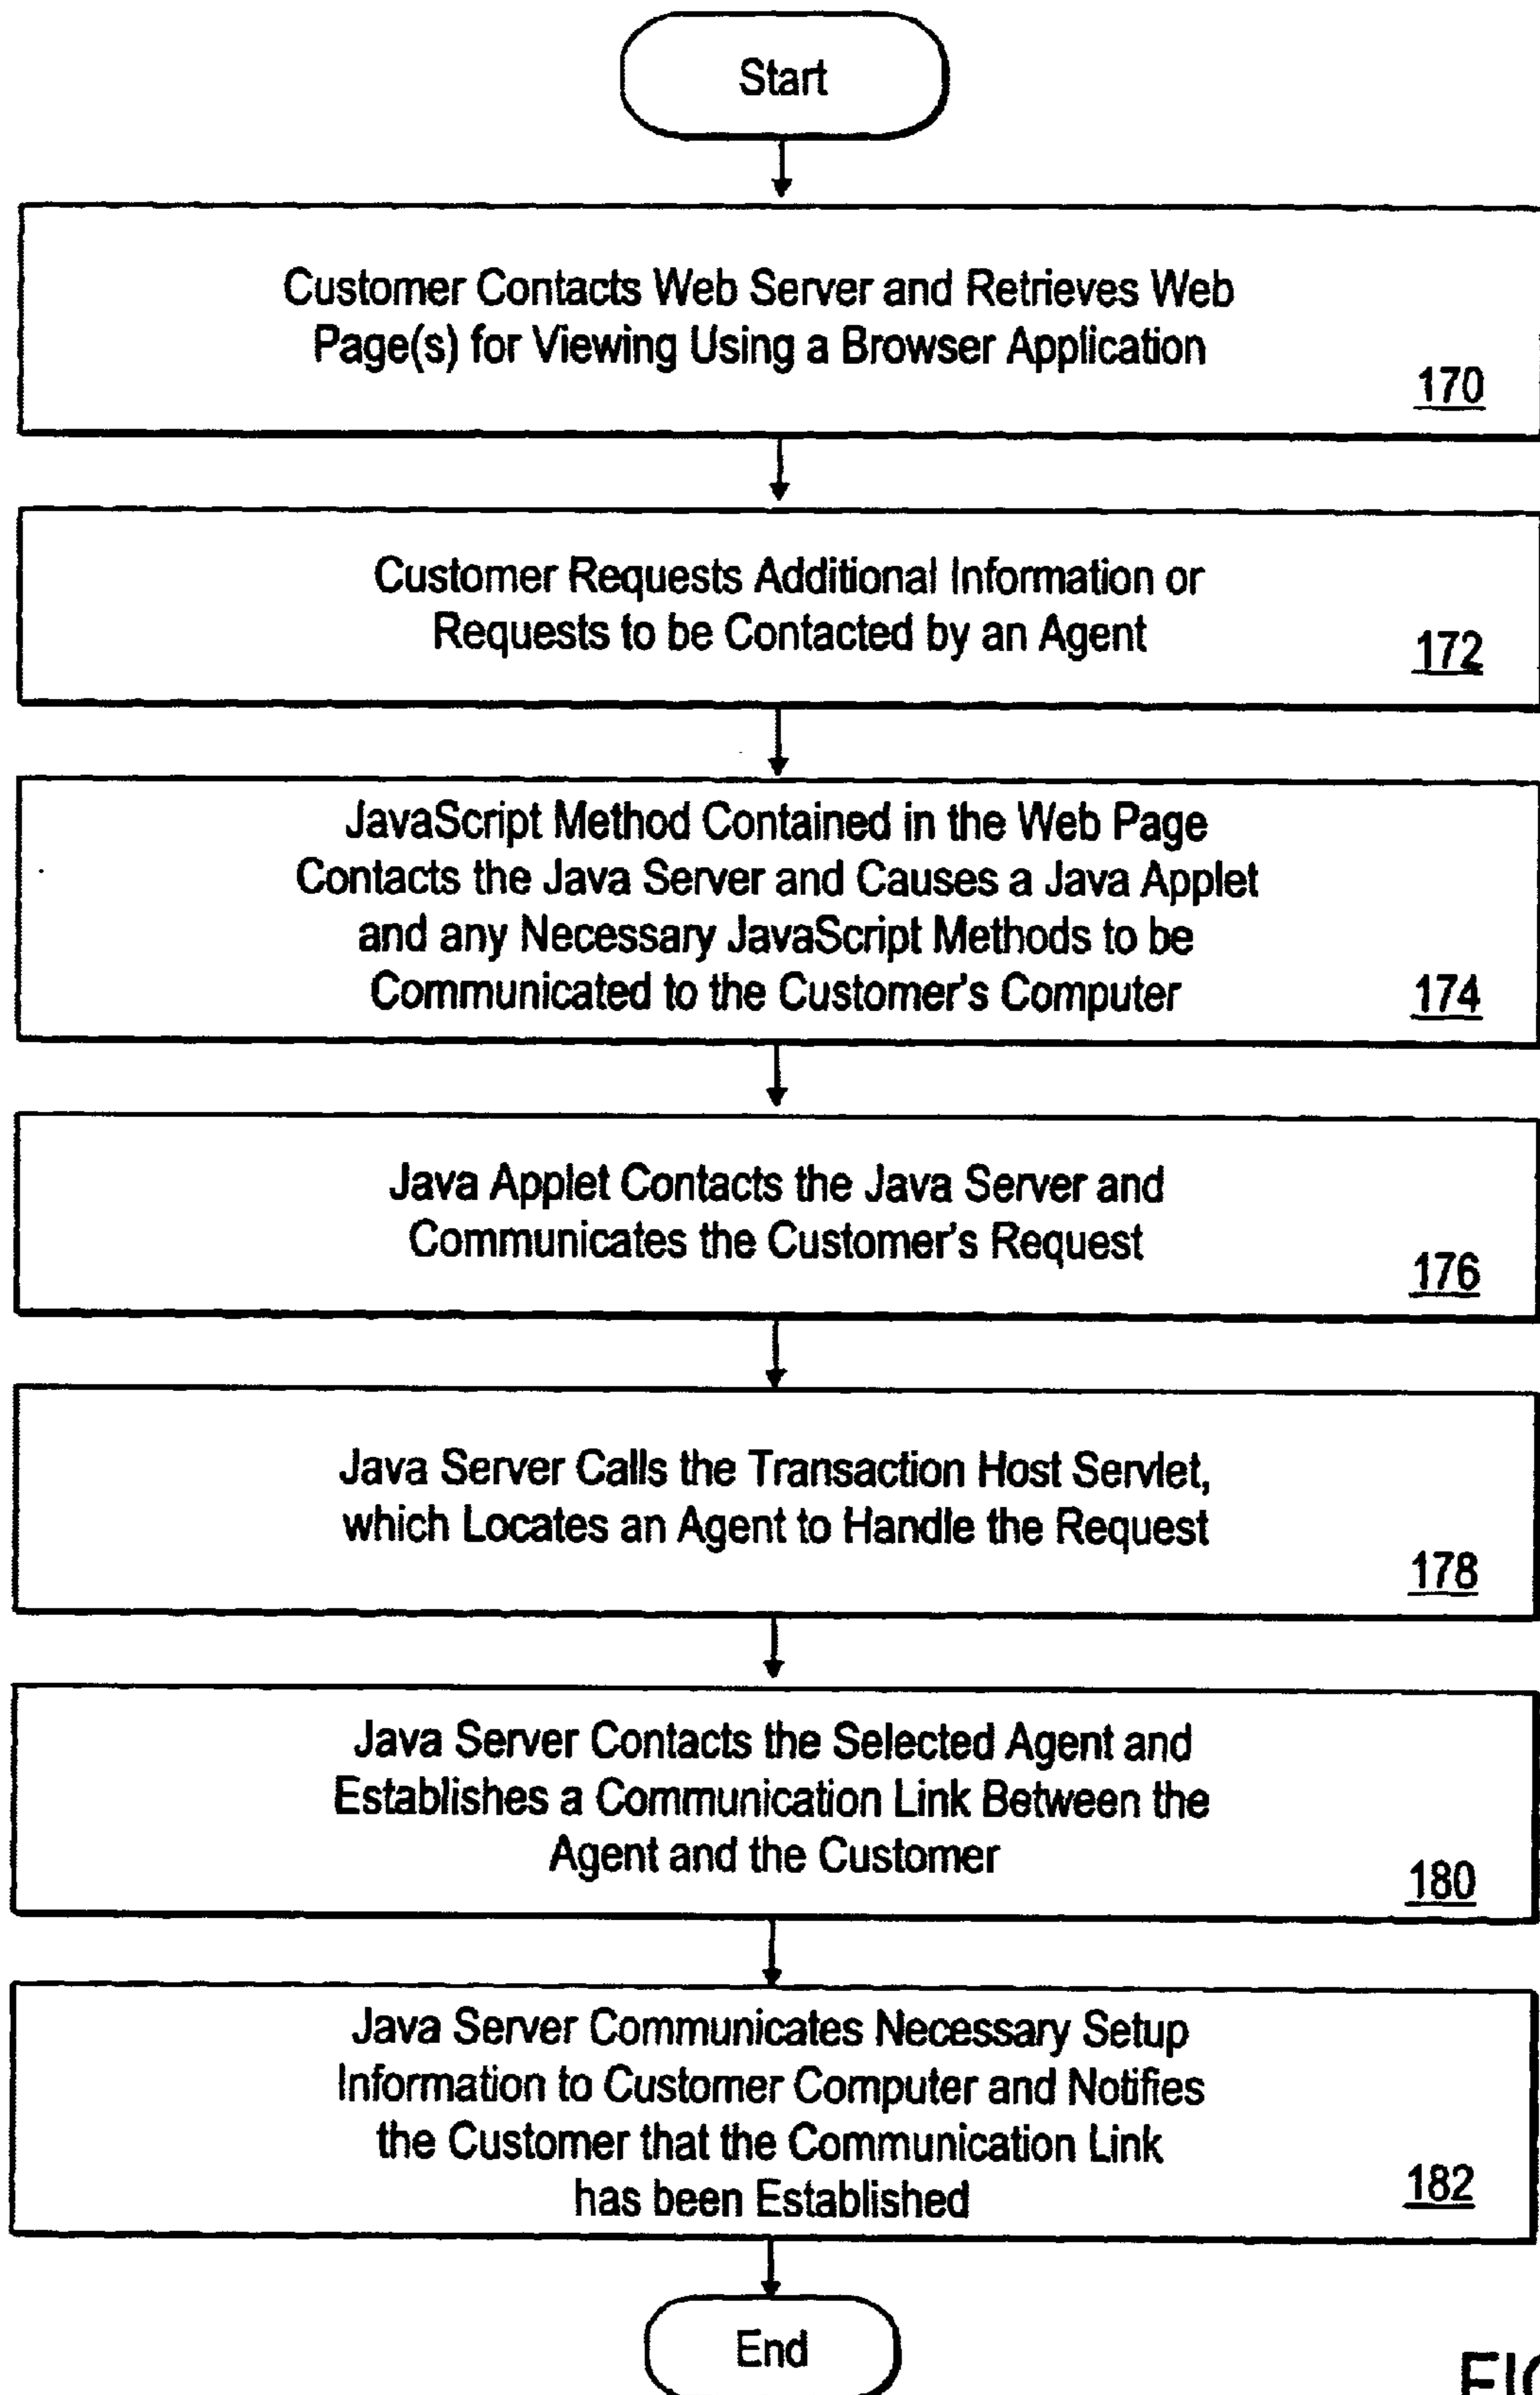 Start
Customer Contacts Web Server and Retrieves Web
Page(s) for Viewing Using a Browser Application
170
Customer Requests Additional Information or
Requests to be Contacted by an Agent
172
JavaScript Method Contained in the Web Page
Contacts the Java Server and Causes a Java Applet
and any Necessary JavaScript Methods to be
Communicated to the Customer's Computer
174
Java Applet Contacts the Java Server and
Communicates the Customer's Request
176
Java Server Calls the Transaction Host Servlet,
which Locates an Agent to Handle the Request
178
Java Server Contacts the Selected Agent and
Establishes a Communication Link Between the
Agent and the Customer
180
Java Server Communicates Necessary Setup
Information to Customer Computer and Notifies
the Customer that the Communication Link
has been Established
182
End